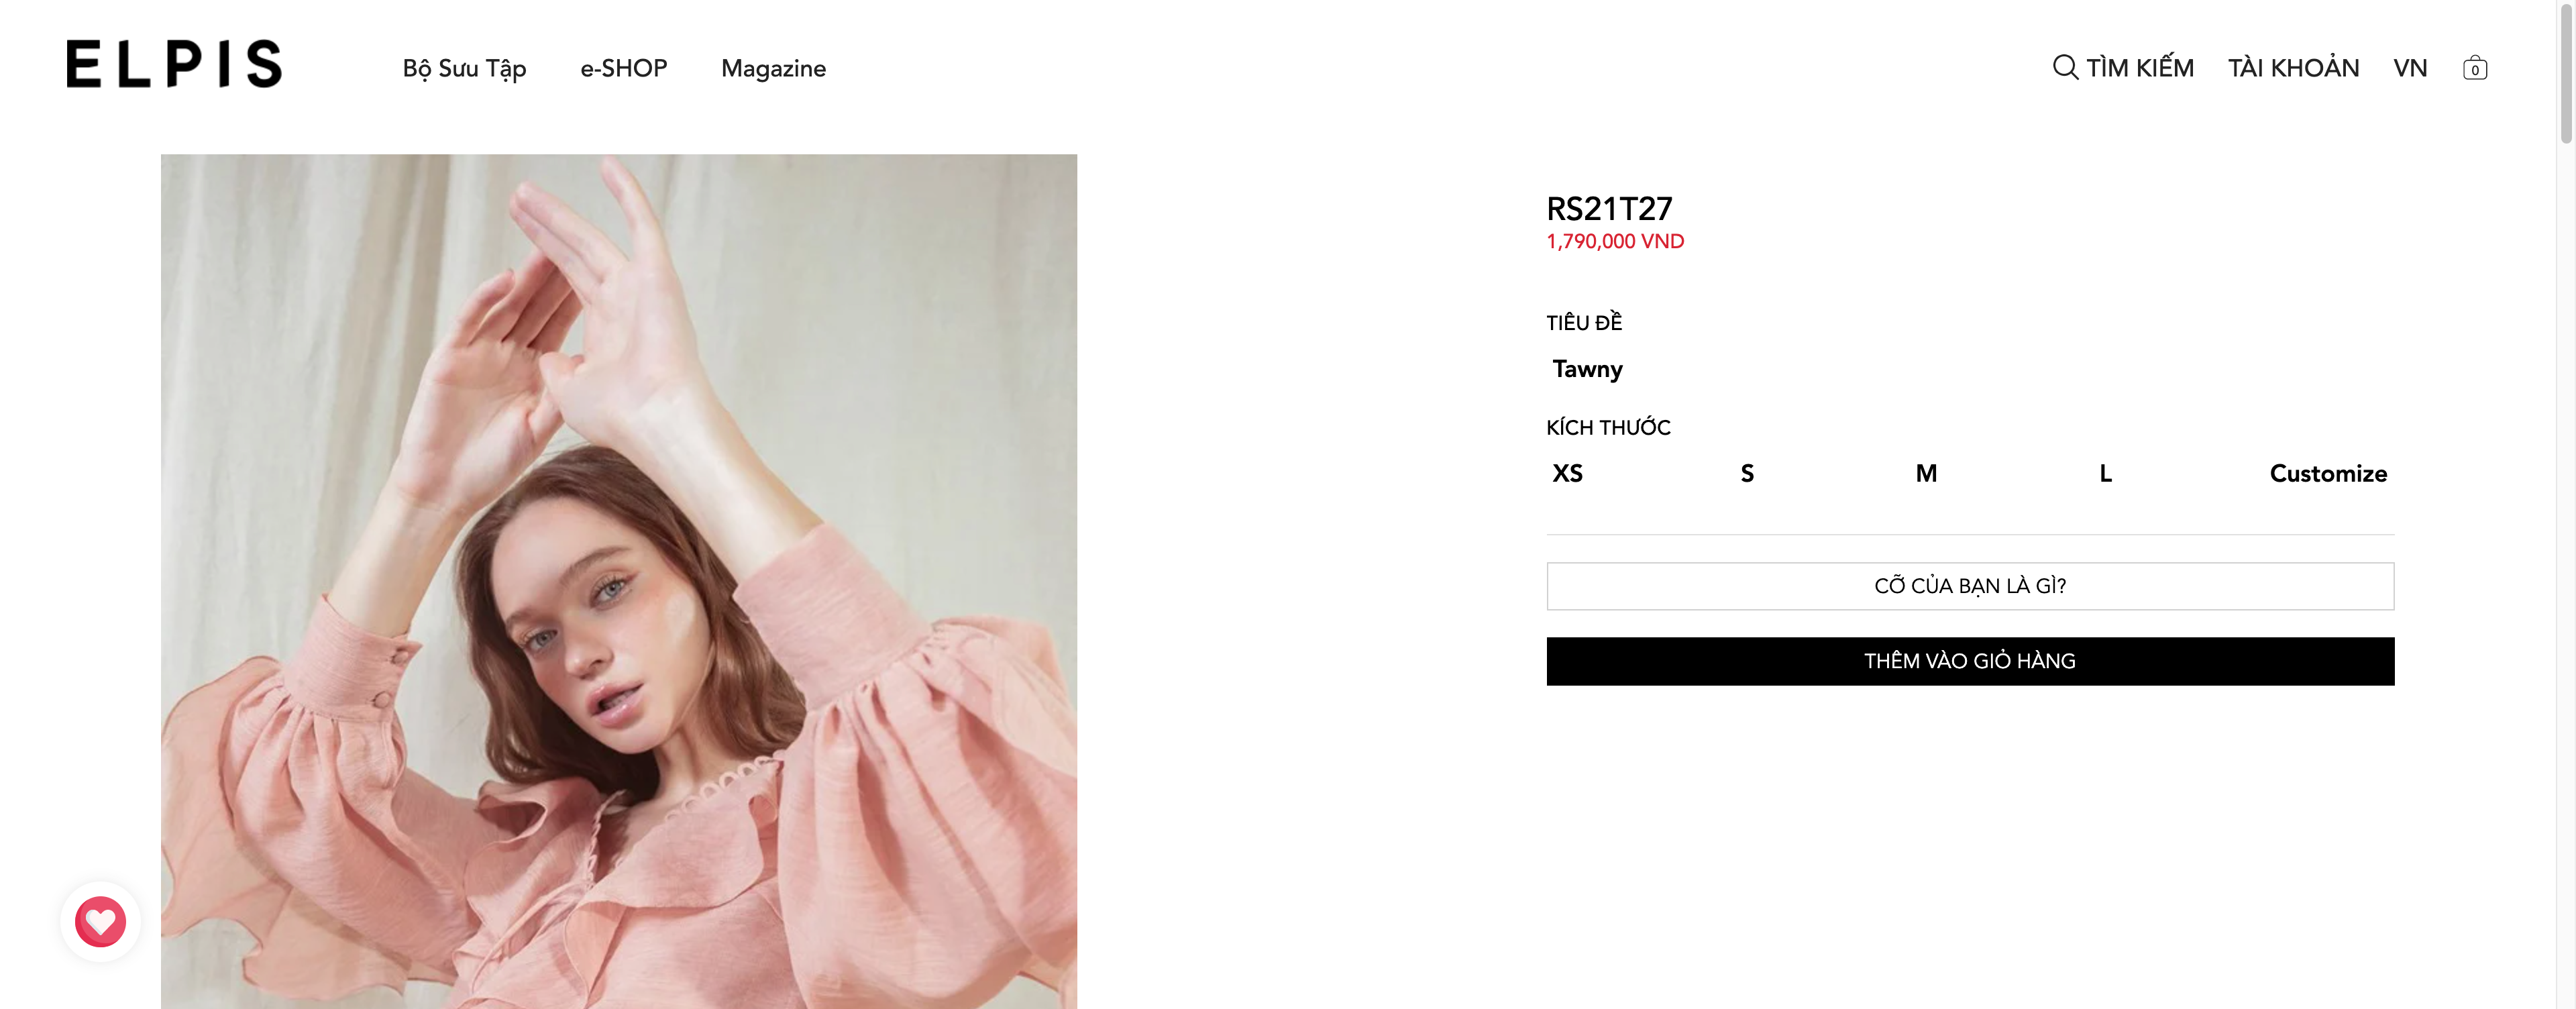 ELPIS
Bộ Sưu Tập
e-SHOP
Magazine
TÌM KIẾM
TÀI KHOẢN
VN
0
RS21T27
1,790,000 VND
TIÊU ĐỀ
Tawny
KÍCH THƯỚC
XS S M L Customize
CỠ CỦA BẠN LÀ GÌ?
THÊM VÀO GIỎ HÀNG